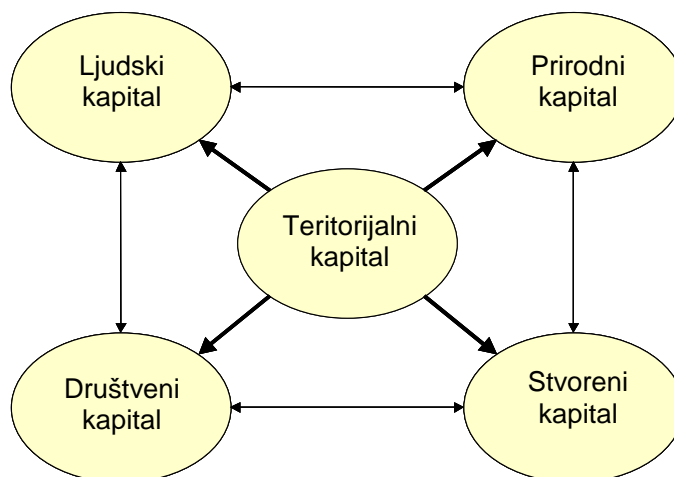 Ljudski
kapital
Prirodni
kapital
Teritorijalni
kapital
Društveni
kapital
Stvoreni
kapital